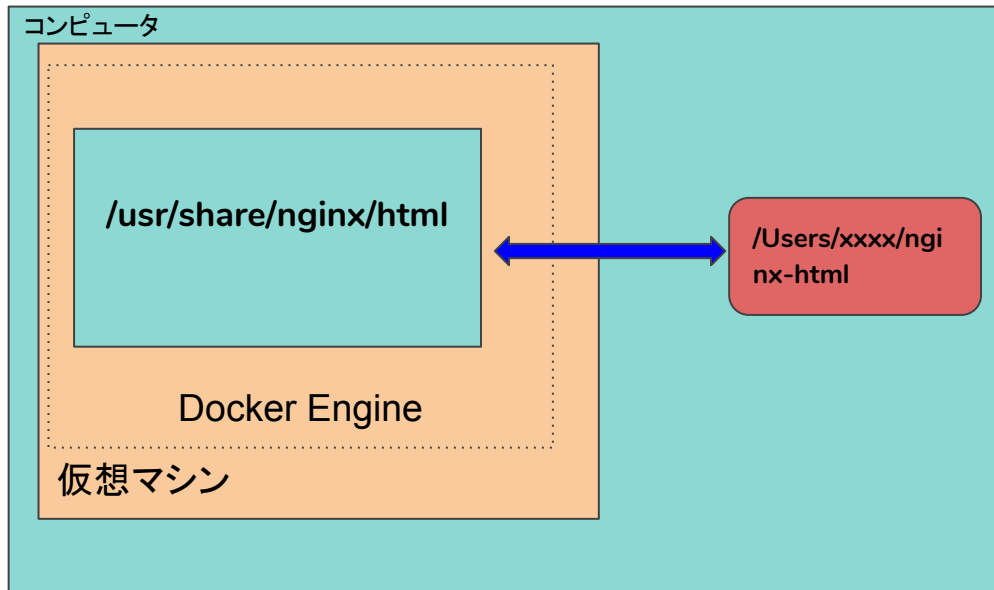 コンピュータ
/usr/share/nginx/html
/Users/xxxx/ngi
nx-html
Docker Engine
仮想マシン